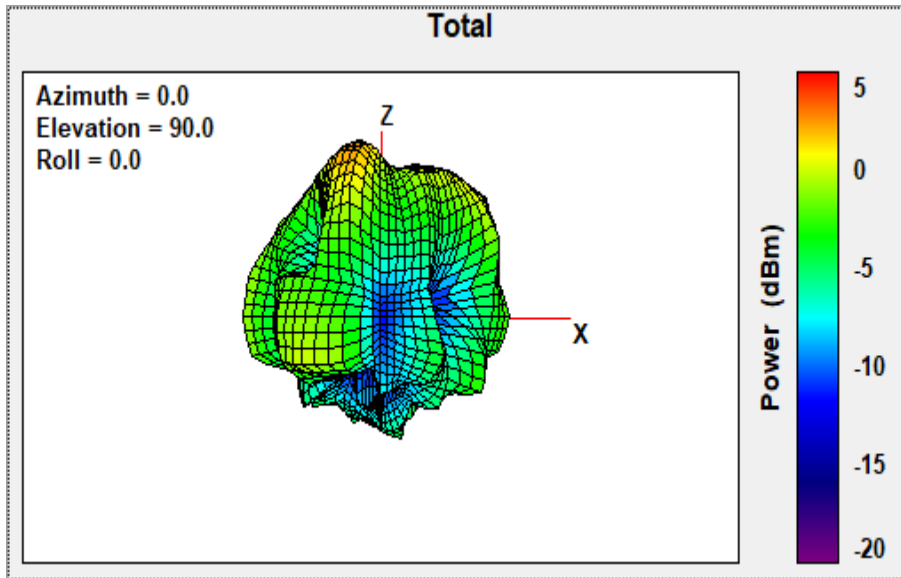 Total
Azimuth = 0.0
Elevation = 90.0
Roll = 0.0
Z
X
5
0
-5
-10
-15
-20
Power (dBm)